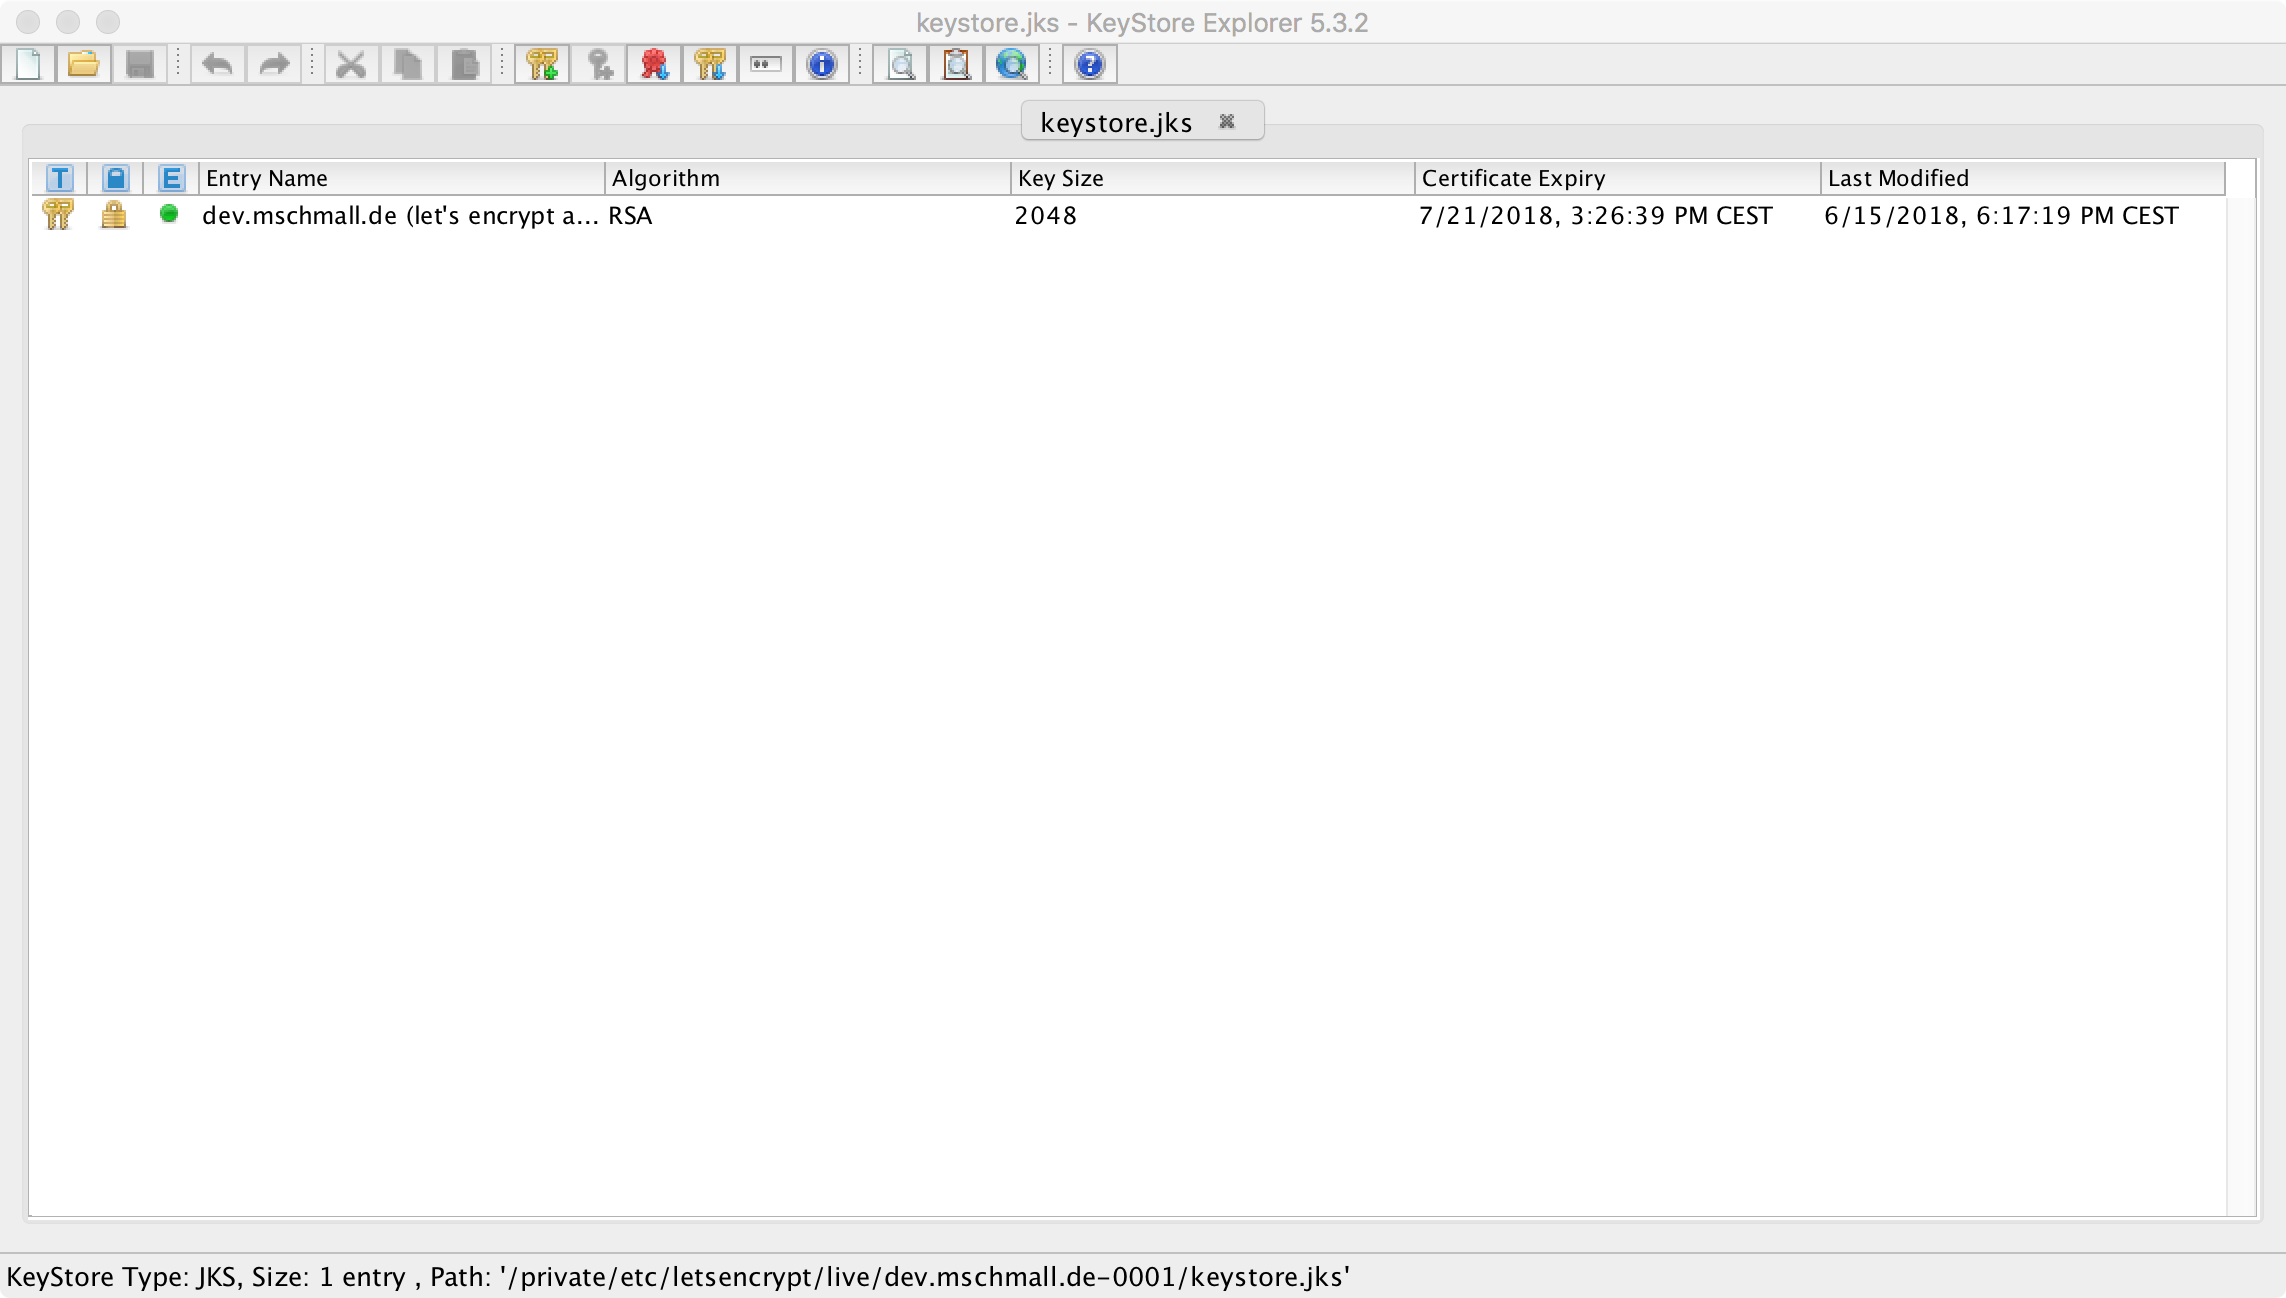 keystore.jks - KeyStore Explorer 5.3.2
keystore.jks
T E Entry Name Algorithm Key Size Certificate Expiry Last Modified
dev.mschmall.de (let's encrypt a... RSA 2048 7/21/2018, 3:26:39 PM CEST 6/15/2018, 6:17:19 PM CEST
KeyStore Type: JKS, Size: 1 entry , Path: '/private/etc/letsencrypt/live/dev.mschmall.de-0001/keystore.jks'